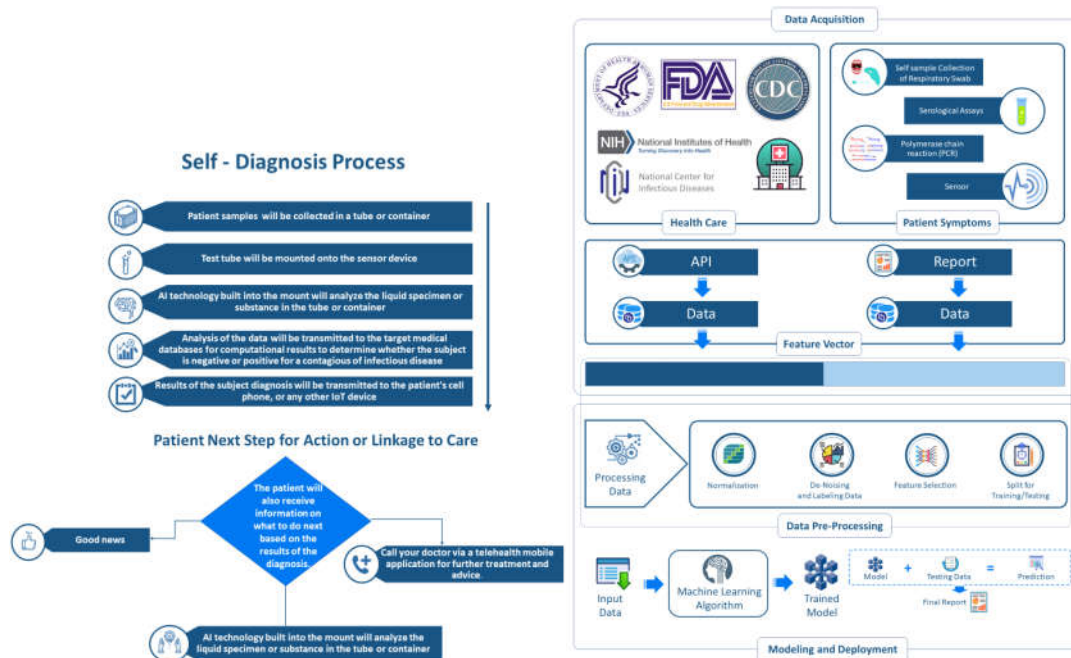 Self - Diagnosis Process
Patient samples will be collected in a tube or container
Test tube will be mounted onto the sensor device
AI technology built into the mount will analyze the liquid specimen or
substance in the tube or container
Analysis of the data will be transmitted to the target medical
databases for computational results to determine whether the subject
is negative or positive for a contagious of infectious disease
Results of the subject diagnosis will be transmitted to the patient's cell
phone, or any other IoT device
Patient Next Step for Action or Linkage to Care
The patient will
also receive
information on
what to do next
based on the
results of the
diagnosis.
Good news
Call your doctor via a telehealth mobile
application for further treatment and
advice.
AI technology built into the mount will analyze the
liquid specimen or substance in the tube or container
Data Acquisition
FDA
CDC
NIH
National Institutes of Health
Turning Discovery Into Health
National Center for
Infectious Diseases
Health Care
Self sample Collection
of Respiratory Swab
Serological Assays
Polymerase chain
reaction (PCR)
Sensor
Patient Symptoms
API
Report
Data
Data
Feature Vector
Processing
Data
Normalization
De-Noising
and Labeling Data
Feature Selection
Split for
Training/Testing
Data Pre-Processing
Input
Data
Machine Learning
Algorithm
Trained
Model
Model
+
Testing Data
=
Prediction
Final Report
Modeling and Deployment